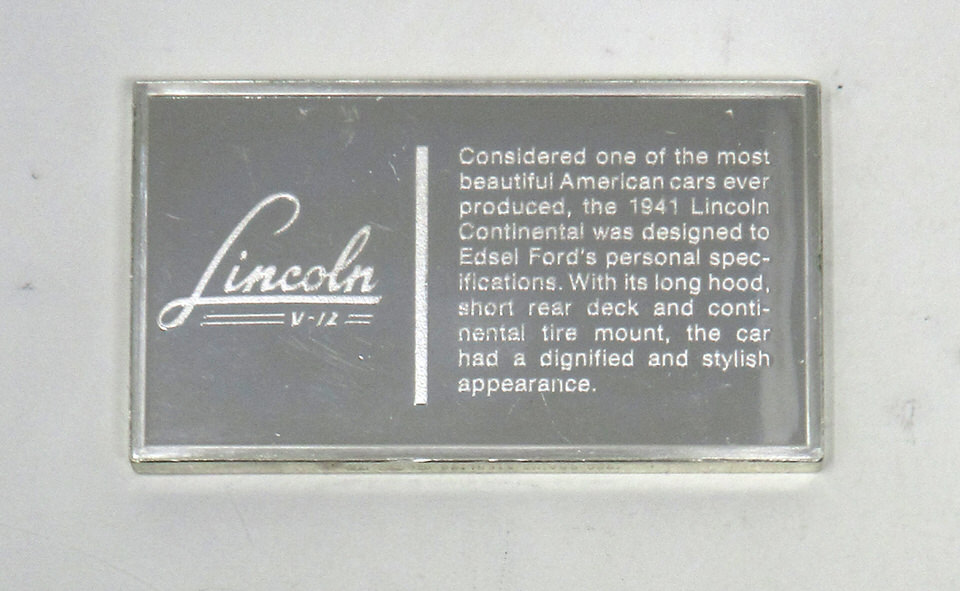 Lincoln
V-12
Considered one of the most
beautiful American cars ever
produced, the 1941 Lincoln
Continental was designed to
Edsel Ford's personal spec-
ifications. With its long hood,
short rear deck and conti-
nental tire mount, the car
had a dignified and stylish
appearance.